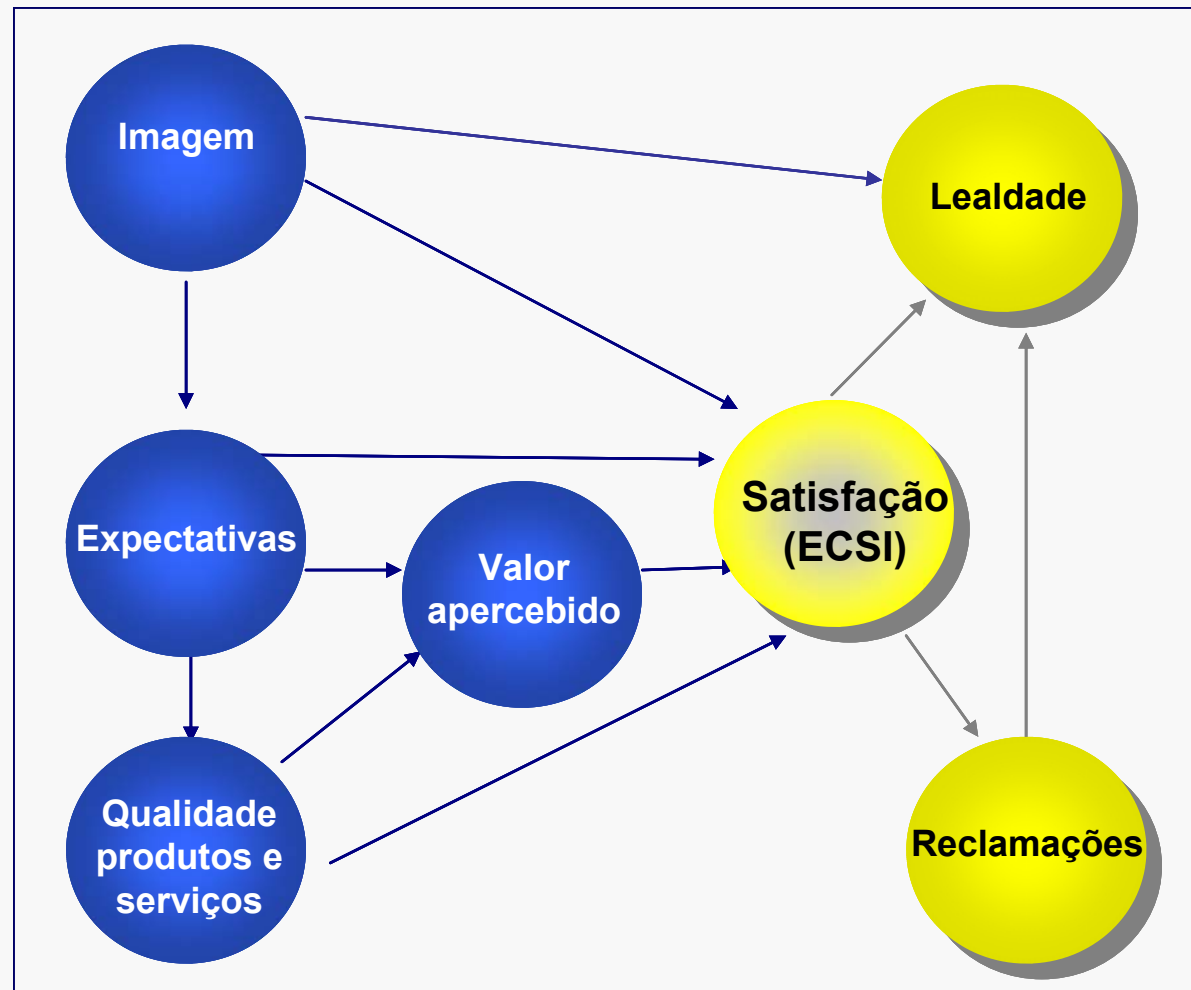 Imagem
Lealdade
Expectativas
Valor
apercebido
Satisfação
(ECSI)
Qualidade
produtos e
serviços
Reclamações